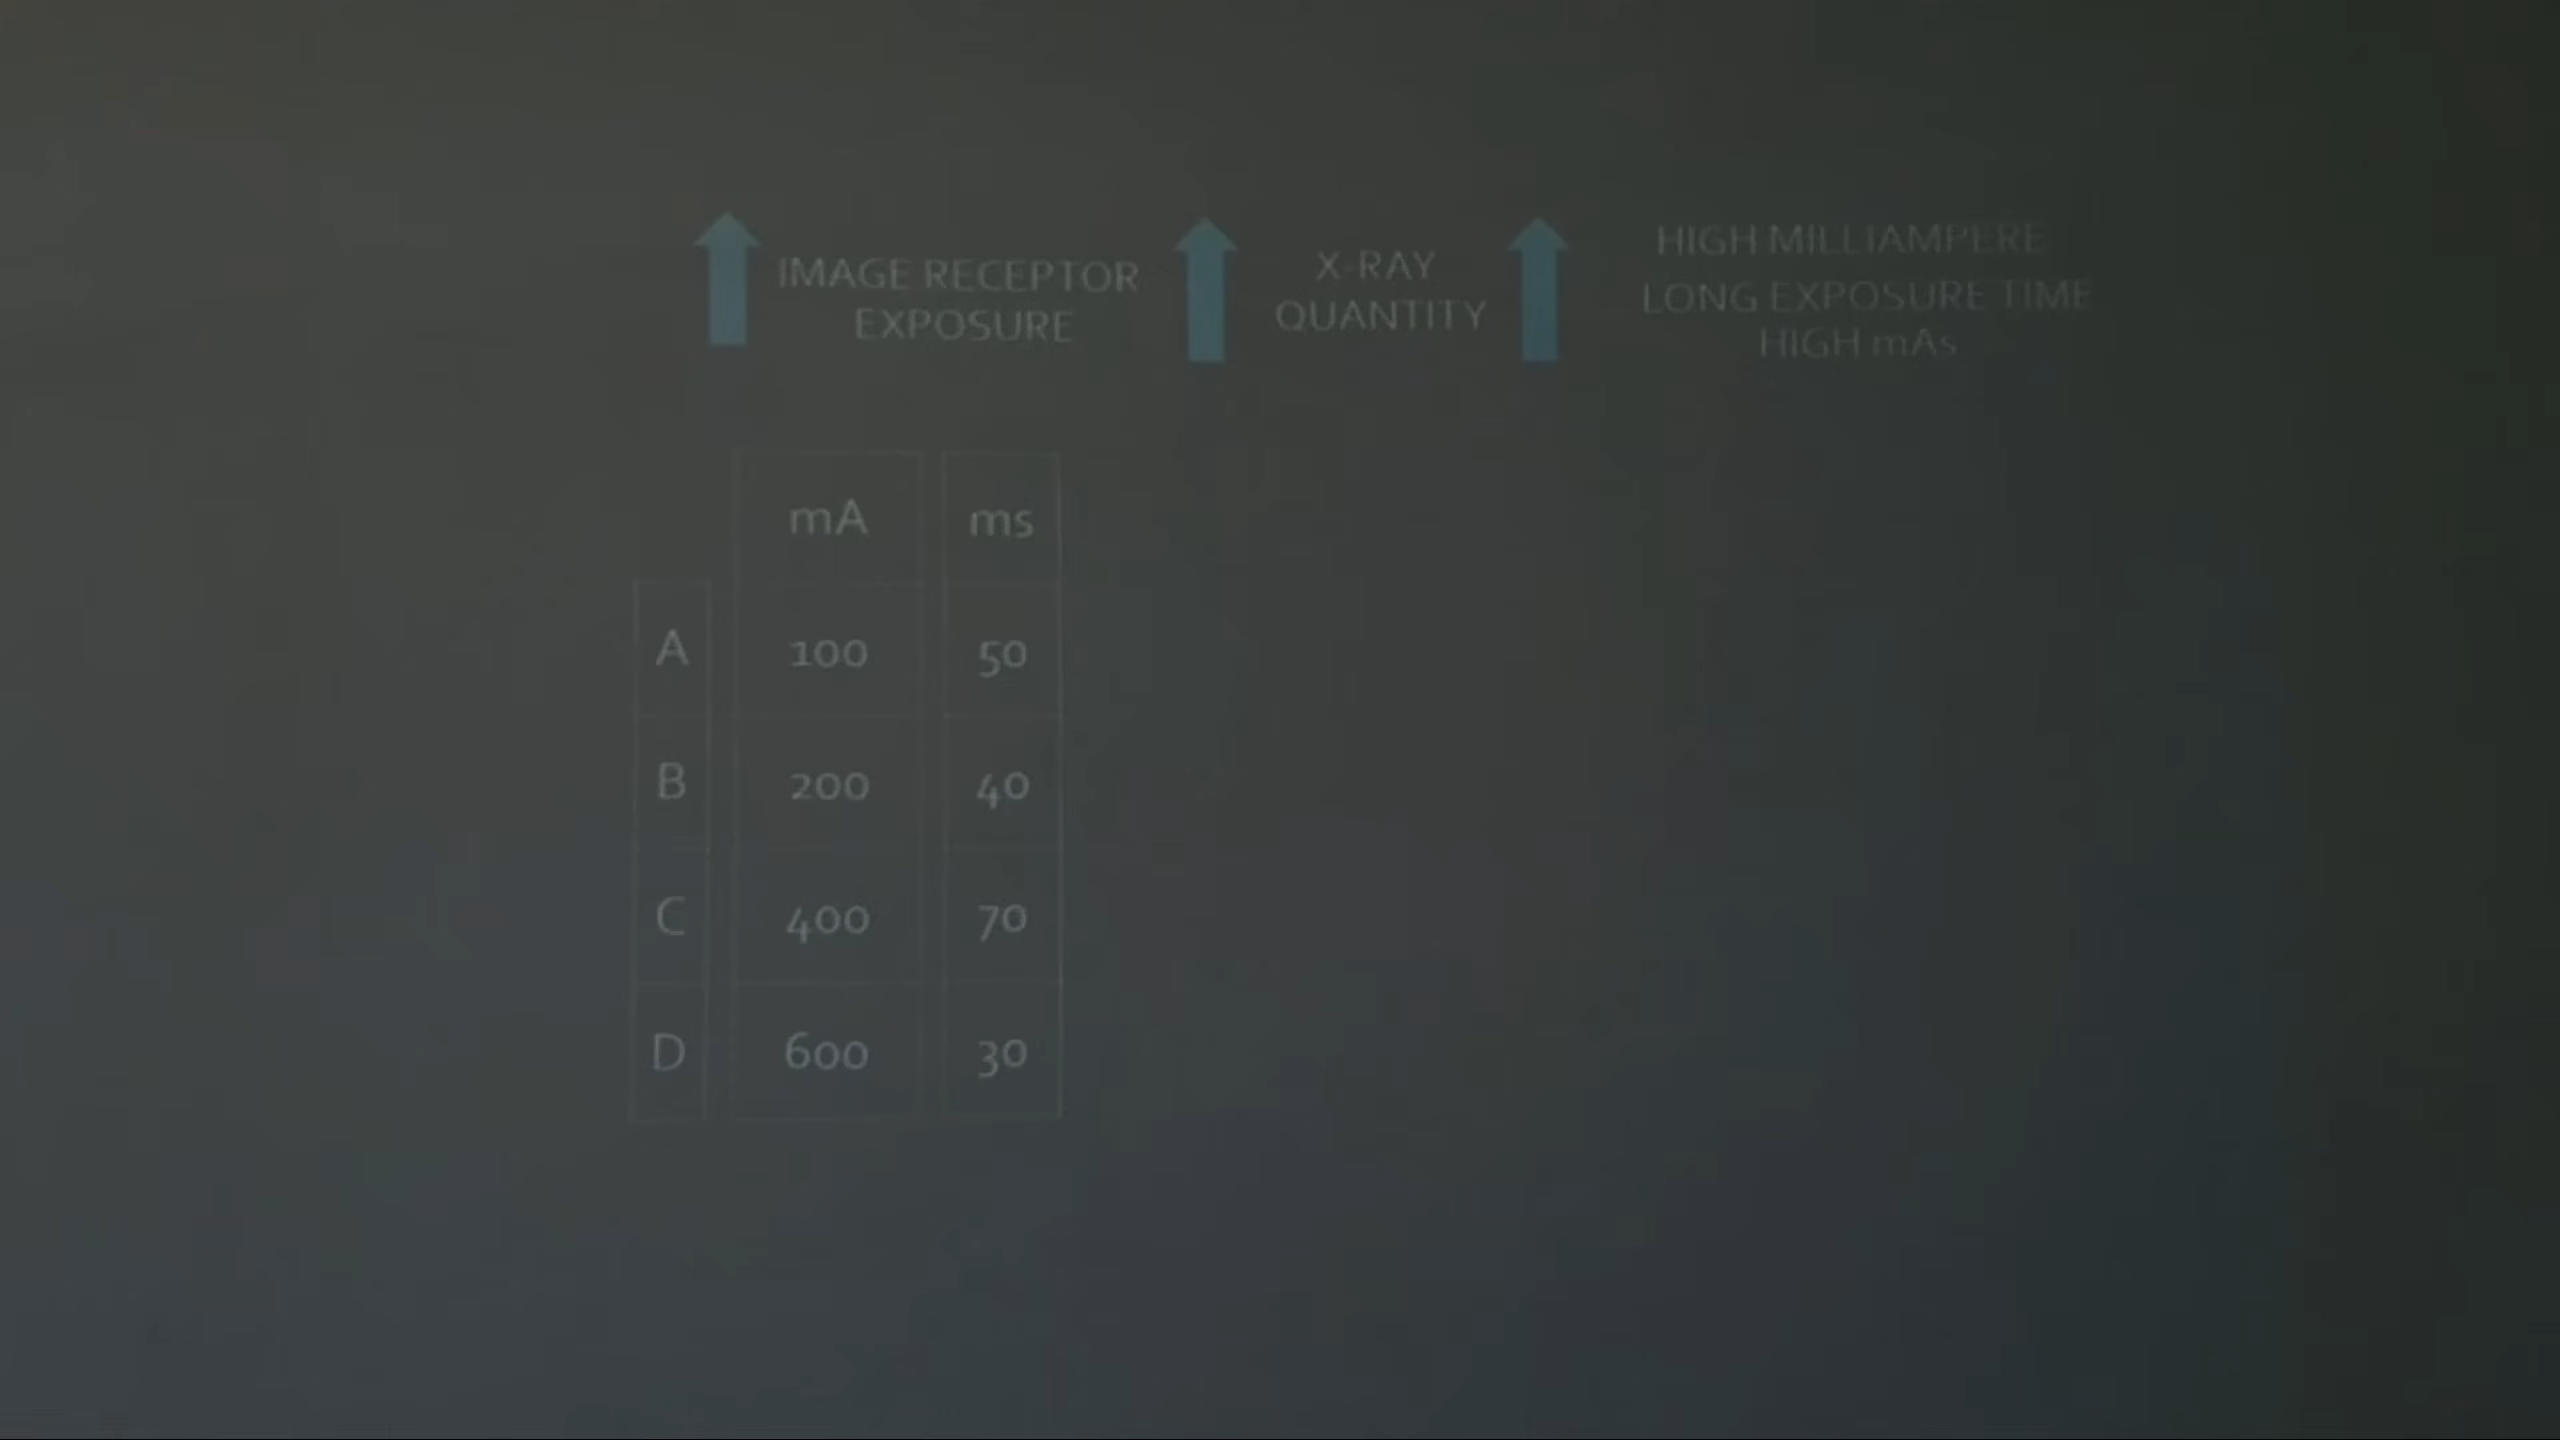 IMAGE RECEPTOR
EXPOSURE
X-RAY
QUANTITY
HIGH MILLIAMPERE
LONG EXPOSURE TIME
HIGH mAs
mA ms
A 100 50
B 200 40
C 400 70
D 600 30